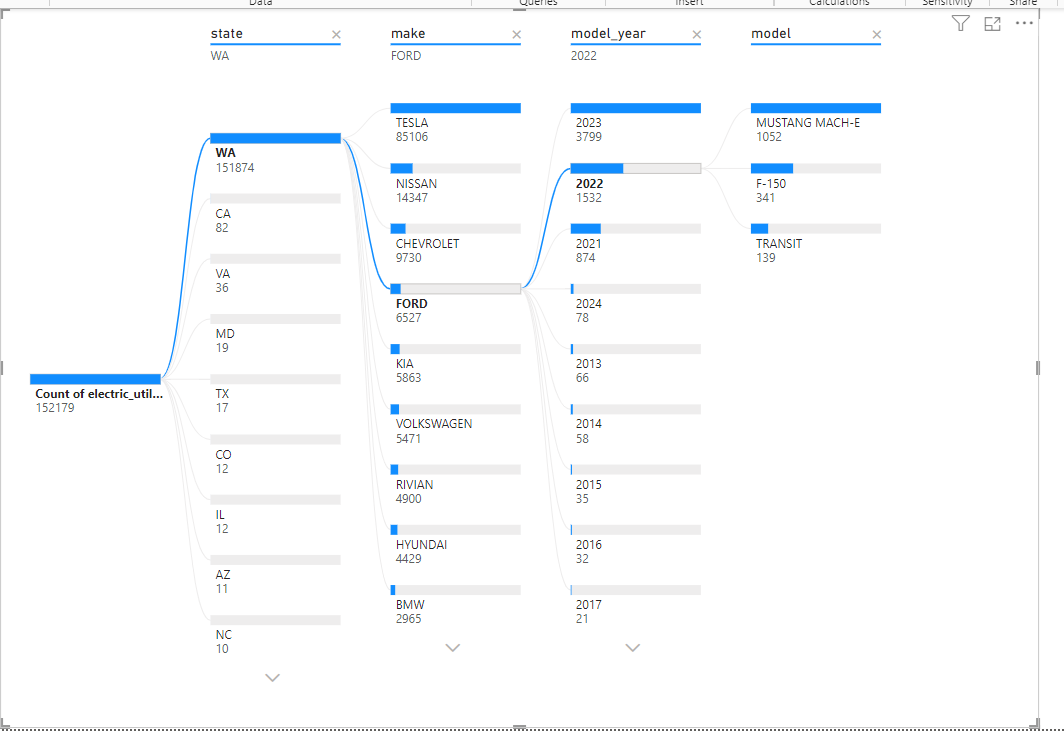 Data
Queries
Insert
Calculations
Sensitivity
Share
state
WA
make
FORD
model_year
2022
model
Count of electric_util...
152179
WA
151874
CA
82
VA
36
MD
19
TX
17
CO
12
IL
12
AZ
11
NC
10
TESLA
85106
NISSAN
14347
CHEVROLET
9730
FORD
6527
KIA
5863
VOLKSWAGEN
5471
RIVIAN
4900
HYUNDAI
4429
BMW
2965
2023
3799
2022
1532
2021
874
2024
78
2013
66
2014
58
2015
35
2016
32
2017
21
MUSTANG MACH-E
1052
F-150
341
TRANSIT
139